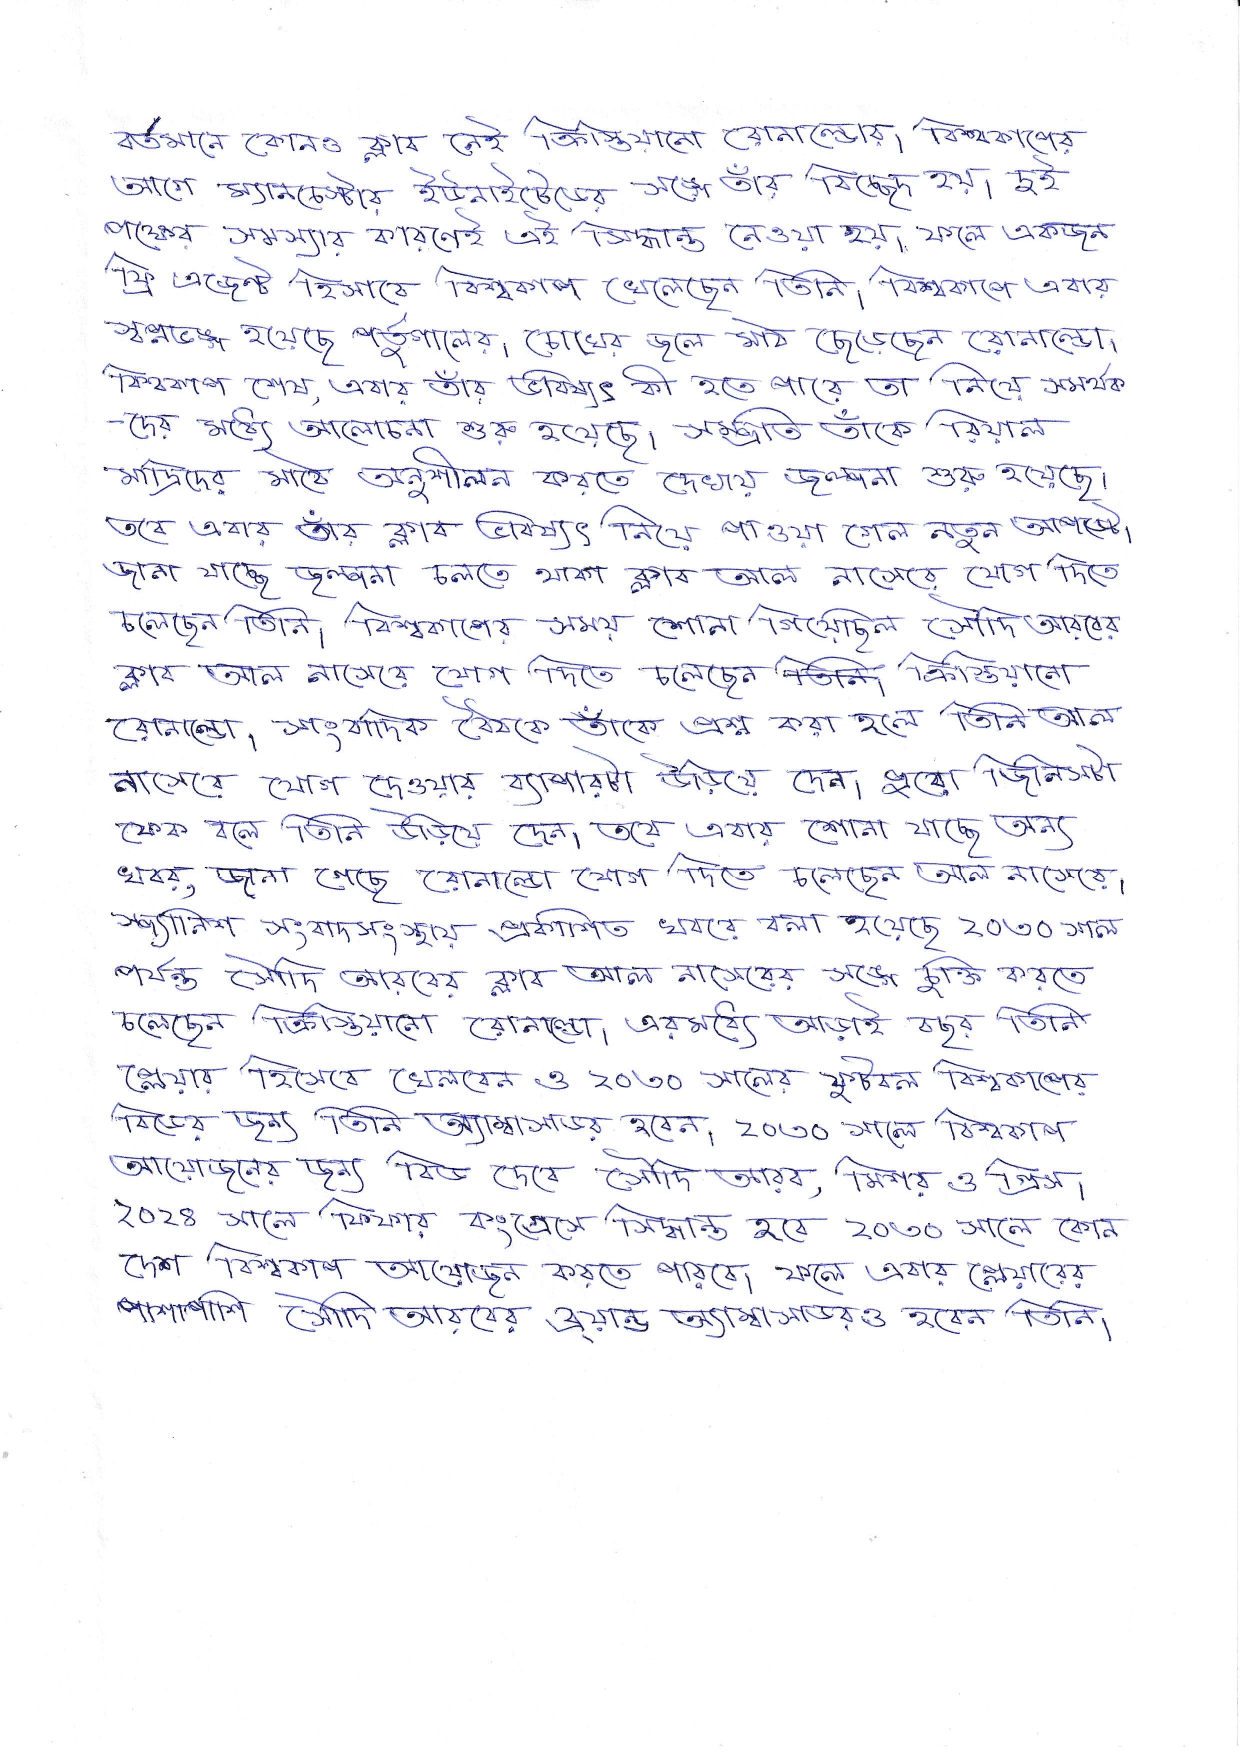 বর্তমানে কোনও ক্লাব নেই ক্রিস্তিয়ানো রোনাল্ডোর। বিশ্বকাপের
আগে ম্যানচেস্টার ইউনাইটেডের সঙ্গে তাঁর বিচ্ছেদ হয়। দুই
পক্ষের সমস্যার কারণেই এই সিদ্ধান্ত নেওয়া হয়। ফলে একজন
ফ্রি এজেন্ট হিসাবে বিশ্বকাপ খেলেছেন তিনি। বিশ্বকাপে এবার
স্বপ্নভঙ্গ হয়েছে পর্তুগালের। চোখের জলে মাঠ ছেড়েছেন রোনাল্ডো।
বিশ্বকাপ শেষ, এবার তাঁর ভবিষ্যৎ কী হতে পারে তা নিয়ে সমর্থক
-দের মধ্যেই আলোচনা শুরু হয়েছে। সম্প্রতি তাঁকে রিয়াল
মাদ্রিদের মাঠে অনুশীলন করতে দেখায় জল্পনা শুরু হয়েছে।
তবে এবার তাঁর ক্লাব ভবিষ্যৎ নিয়ে পাওয়া গেল নতুন আপডেট।
জানা যাচ্ছে জল্পনা চলতে থাকা ক্লাব আল নাসেরে যোগ দিতে
চলেছেন তিনি। বিশ্বকাপের সময় শোনা গিয়েছিল সৌদি আরবের
ক্লাব আল নাসেরে যোগ দিতে চলেছেন তিনি। ক্রিস্তিয়ানো
রোনাল্ডো। সাংবাদিক বৈঠকে তাঁকে প্রশ্ন করা হলে তিনি আল
নাসেরে যোগ দেওয়ার ব্যাপারটা উড়িয়ে দেন। পুরো জিনিসটা
ফেক বলে তিনি উড়িয়ে দেন। তবে এবার শোনা যাচ্ছে অন্য
খবর, জানা গেছে রোনাল্ডো যোগ দিতে চলেছেন আল নাসেরে।
স্প্যানিশ সংবাদসংস্থায় প্রকাশিত খবরে বলা হয়েছে ২০৩০ সাল
পর্যন্ত সৌদি আরবের ক্লাব আল নাসেরের সঙ্গে চুক্তি করতে
চলেছেন ক্রিস্তিয়ানো রোনাল্ডো। এরমধ্যে আড়াই বছর তিনি
প্লেয়ার হিসেবে খেলবেন ও ২০৩০ সালের ফুটবল বিশ্বকাপের
বিডের জন্য তিনি অ্যাম্বাসাডর হবেন। ২০৩০ সালে বিশ্বকাপ
আয়োজনের জন্য বিড দেবে সৌদি আরব, মিশর ও গ্রিস।
২০২৪ সালে ফিফার কংগ্রেসে সিদ্ধান্ত হবে ২০৩০ সালে কোন
দেশ বিশ্বকাপ আয়োজন করতে পারবে। ফলে এবার প্লেয়ারের
পাশাপাশি সৌদি আরবের ব্র্যান্ড অ্যাম্বাসাডরও হবেন তিনি।